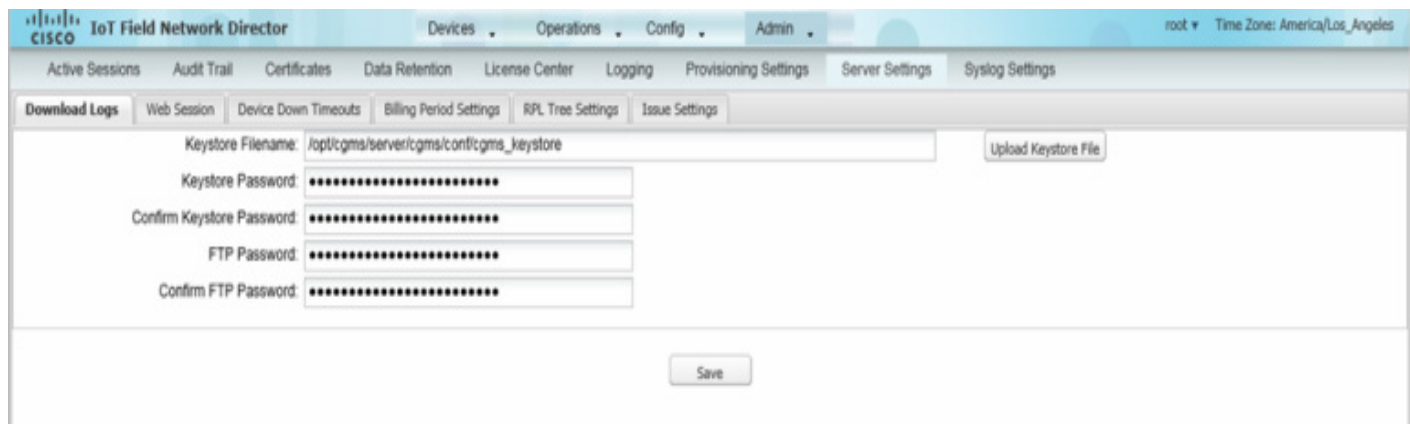 CISCO IoT Field Network Director Devices Operations Config Admin root Time Zone: America/Los_Angeles
Active Sessions Audit Trail Certificates Data Retention License Center Logging Provisioning Settings Server Settings Syslog Settings
Download Logs Web Session Device Down Timeouts Billing Period Settings RPL Tree Settings Issue Settings
Keystore Filename: /opt/cgms/server/cgms/conf/cgms_keystore Upload Keystore File
Keystore Password: ••••••••••••••••••••••••
Confirm Keystore Password: ••••••••••••••••••••••••
FTP Password: ••••••••••••••••••••••••
Confirm FTP Password: ••••••••••••••••••••••••
Save